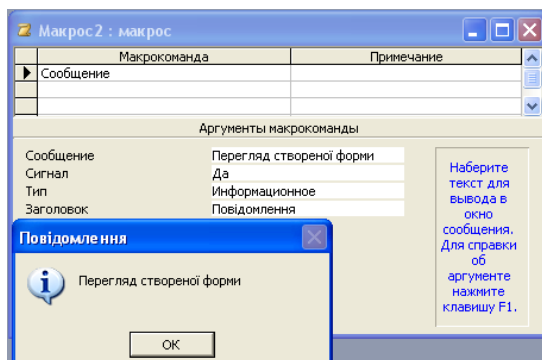 Макрос2 : макрос
Макрокоманда Примечание
Сообщение
Аргументы макрокоманды
Сообщение Перегляд створеної форми
Сигнал Да
Тип Информационное
Заголовок Повідомлення
Наберите
текст для
вывода в
окно
сообщения.
Для справки
об
аргументе
нажмите
клавишу F1.
Повідомлення
Перегляд створеної форми
ОК